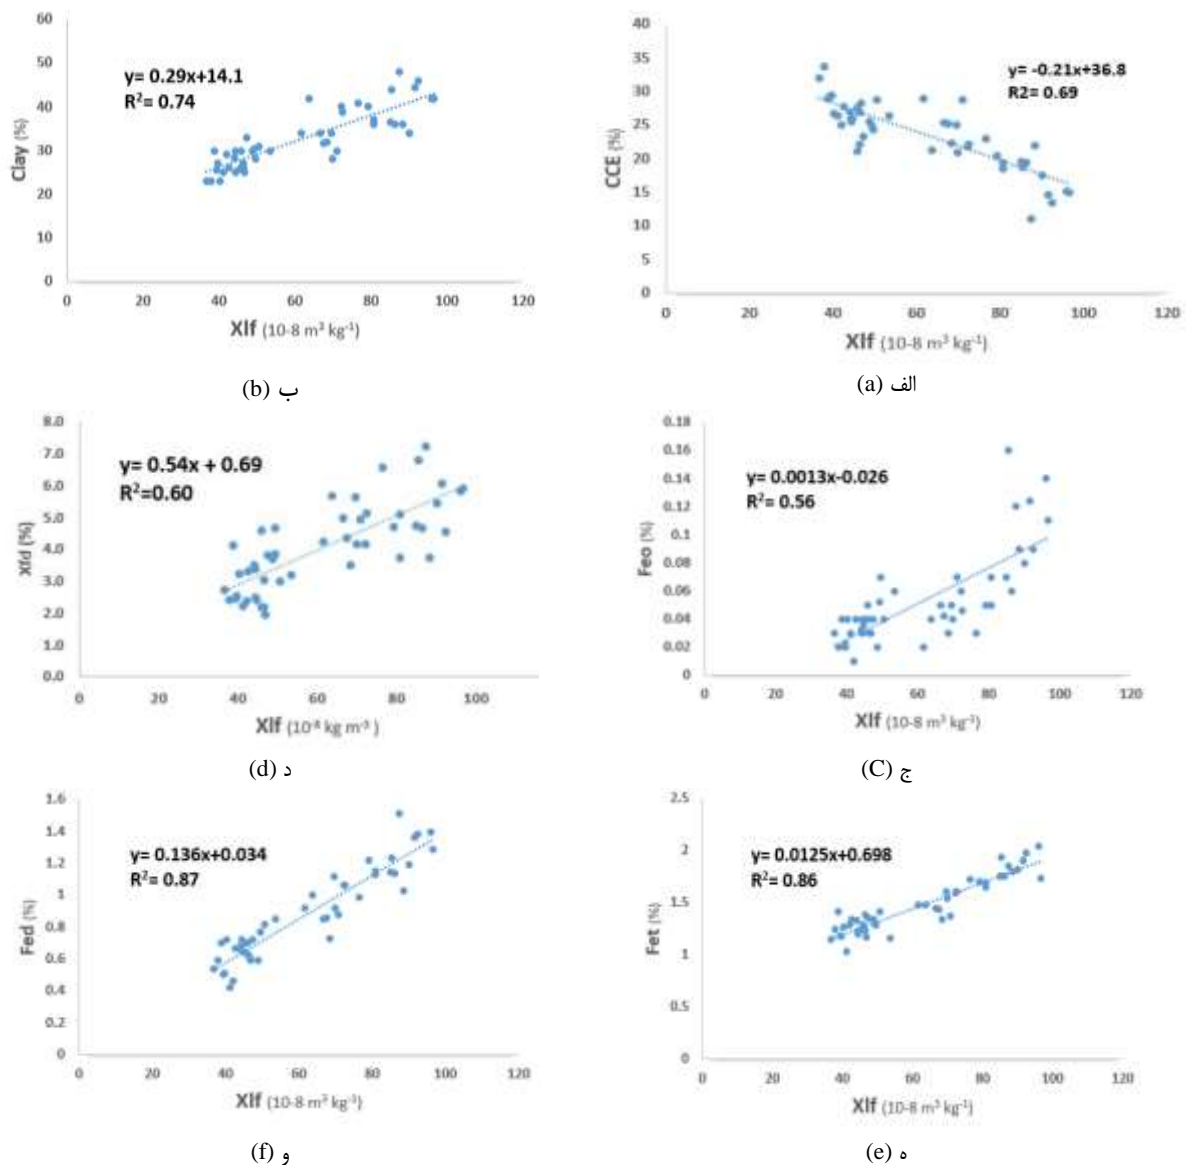 60
50
40
30
20
10
0
0 20 40 60 80 100 120
Clay (%)
y= 0.29x+14.1
R²= 0.74
Xlf (10-8 m³ kg⁻¹)
ب (b)
40
35
30
25
20
15
10
5
0
0 20 40 60 80 100 120
CCE (%)
y= -0.21x+36.8
R2= 0.69
Xlf (10-8 m³ kg⁻¹)
الف (a)
8.0
7.0
6.0
5.0
4.0
3.0
2.0
1.0
0.0
0 20 40 60 80 100
Xfd (%)
y= 0.54x + 0.69
R²=0.60
Xlf (10⁻⁸ kg m⁻³ )
د (d)
0.18
0.16
0.14
0.12
0.1
0.08
0.06
0.04
0.02
0
0 20 40 60 80 100 120
Feo (%)
y= 0.0013x-0.026
R²= 0.56
Xlf (10-8 m³ kg⁻¹)
ج (C)
1.6
1.4
1.2
1
0.8
0.6
0.4
0.2
0
0 20 40 60 80 100 120
Fed (%)
y= 0.136x+0.034
R²= 0.87
Xlf (10-8 m³ kg⁻¹)
و (f)
2.5
2
1.5
1
0.5
0
0 20 40 60 80 100 120
Fet (%)
y= 0.0125x+0.698
R²= 0.86
Xlf (10-8 m³ kg⁻¹)
ه (e)